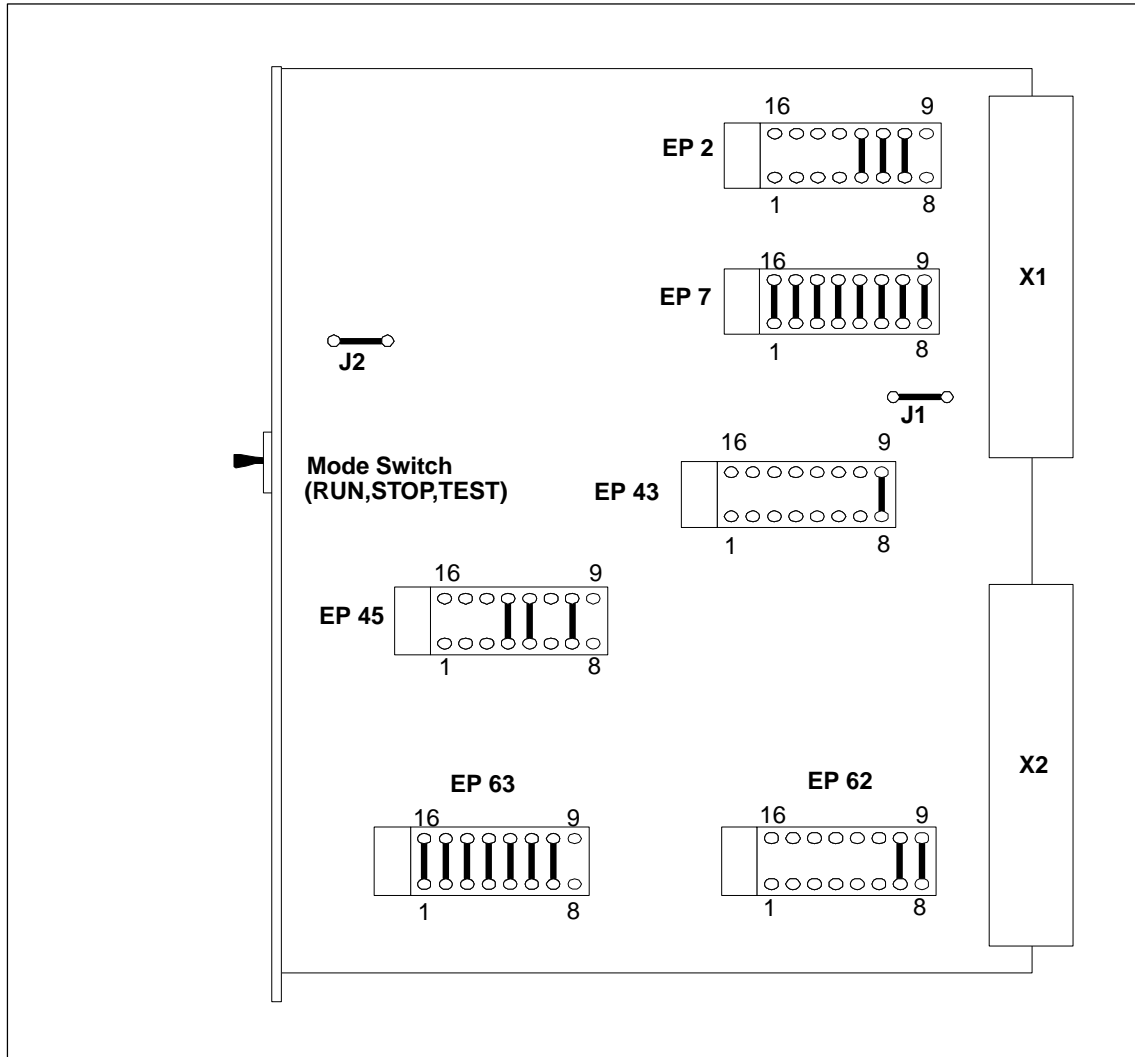 16 9
EP 2
1 8
16 9
EP 7
1 8
X1
J2
J1
Mode Switch
(RUN,STOP,TEST)
16 9
EP 43
1 8
16 9
EP 45
1 8
X2
EP 63
16 9
1 8
EP 62
16 9
1 8